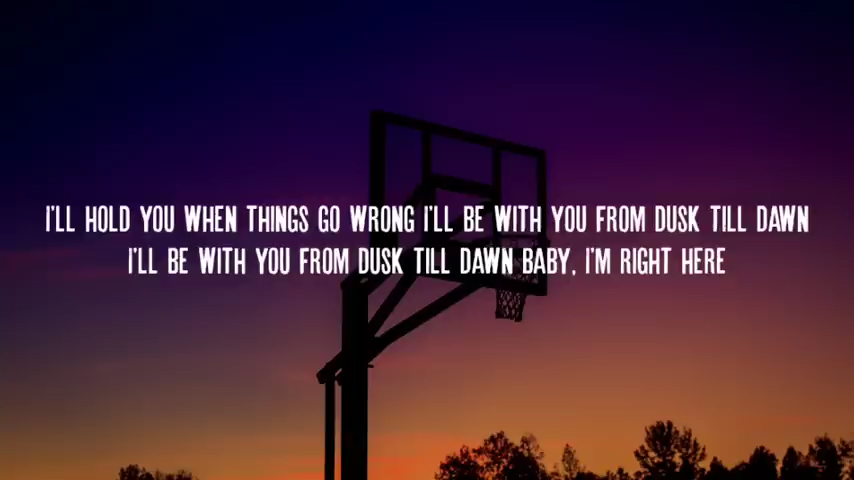 I'LL HOLD YOU WHEN THINGS GO WRONG I'LL BE WITH YOU FROM DUSK TILL DAWN
I'LL BE WITH YOU FROM DUSK TILL DAWN BABY, I'M RIGHT HERE